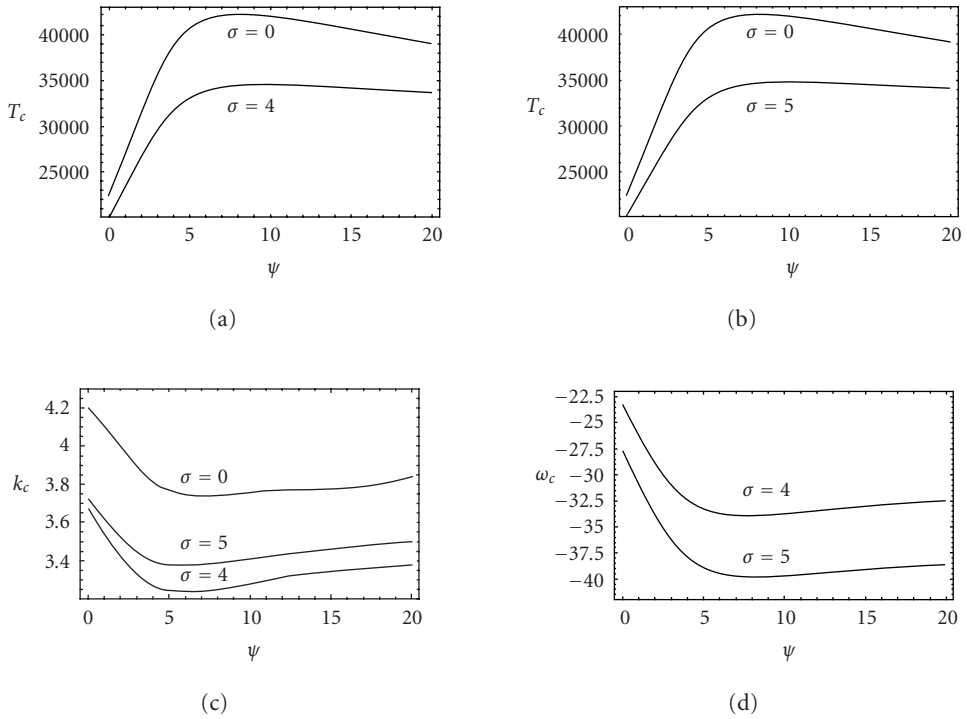 40000
35000
30000
25000
T_c
σ = 0
σ = 4
0 5 10 15 20
ψ
(a)
40000
35000
30000
25000
T_c
σ = 0
σ = 5
0 5 10 15 20
ψ
(b)
4.2
4
3.8
3.6
3.4
k_c
σ = 0
σ = 5
σ = 4
0 5 10 15 20
ψ
(c)
−22.5
−25
−27.5
−30
−32.5
−35
−37.5
−40
ω_c
σ = 4
σ = 5
0 5 10 15 20
ψ
(d)